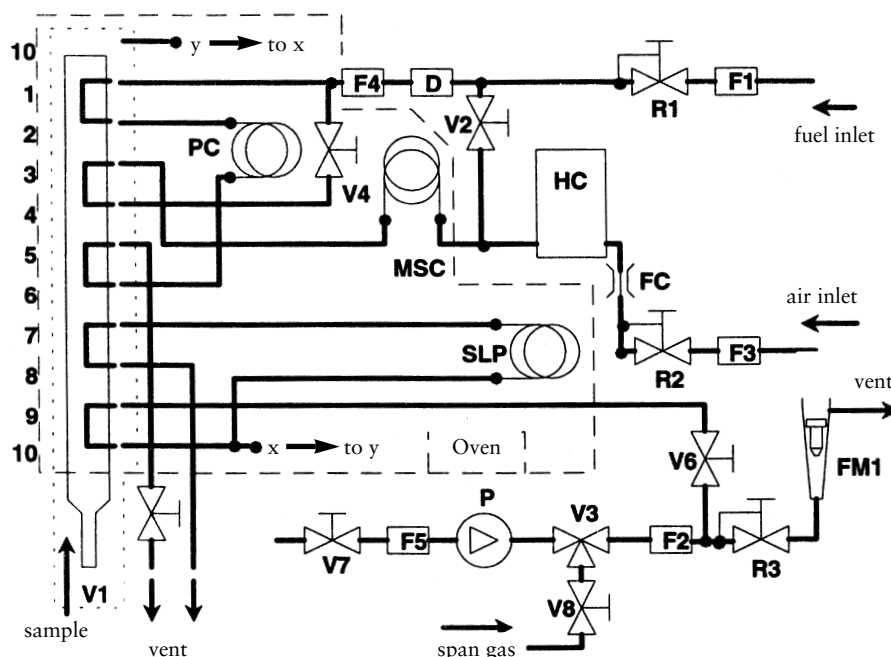 10
y → to x
1
F4
D
R1
F1
fuel inlet
2
PC
V2
3
V4
HC
4
5
MSC
FC
air inlet
6
7
SLP
R2
F3
8
vent
9
10
x → to y
Oven
V6
FM1
P
V3
V7
F5
F2
R3
V1
V8
sample
vent
span gas